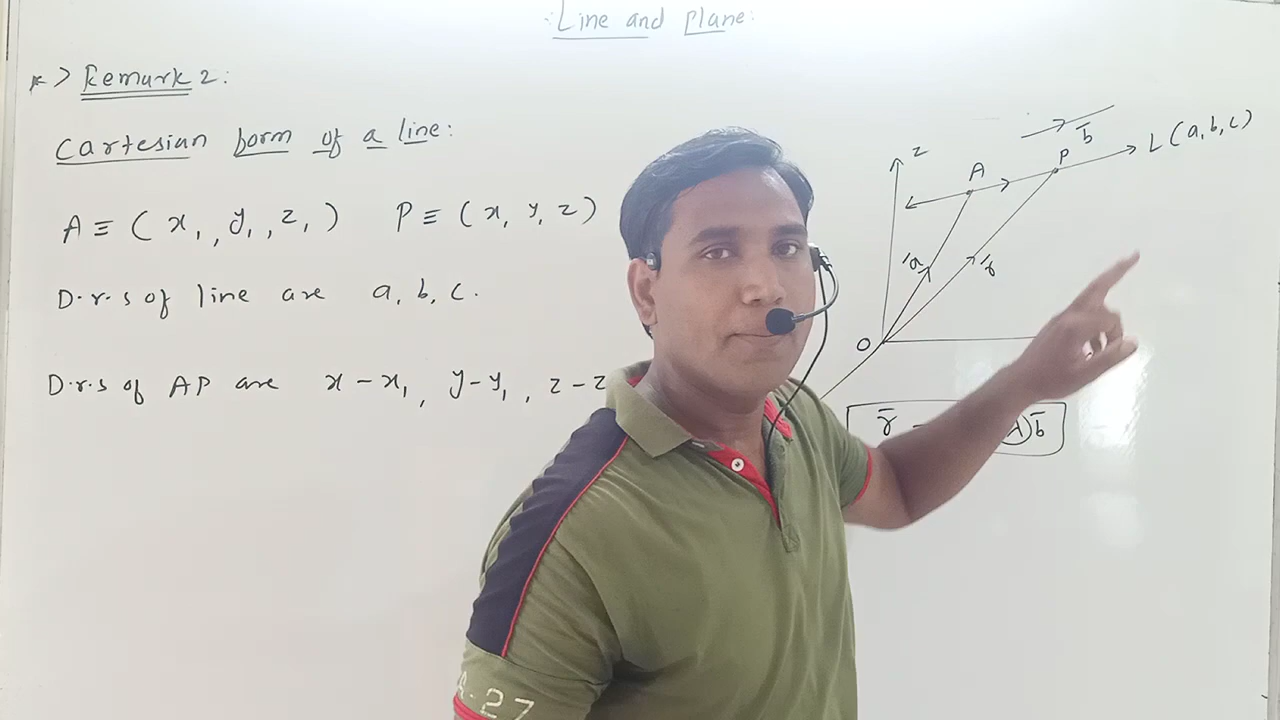 Line and plane:
*> Remark 2:
Cartesian form of a line:
A ≡ ( x₁, y₁, z₁ )    P ≡ ( x, y, z )
D.r.s of line are a, b, c.
D.r.s of AP are x - x₁, y - y₁, z - z
z
A
P
b̄
L (a, b, c)
ā
r̄
O
r̄ b̄
A-27